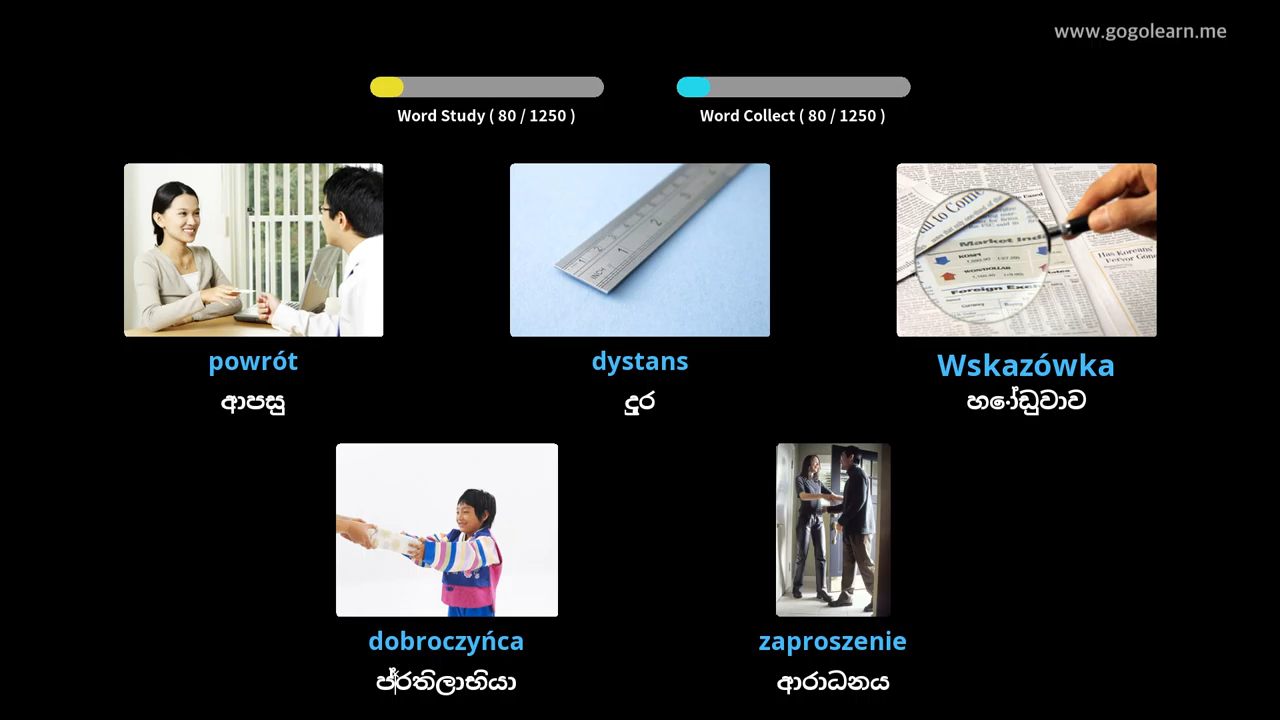 www.gogolearn.me
Word Study ( 80 / 1250 )
Word Collect ( 80 / 1250 )
powrót
ආපසු
dystans
දුර
Wskazówka
හෝඩුවාව
dobroczyńca
ප්‍රතිලාභියා
zaproszenie
ආරාධනය